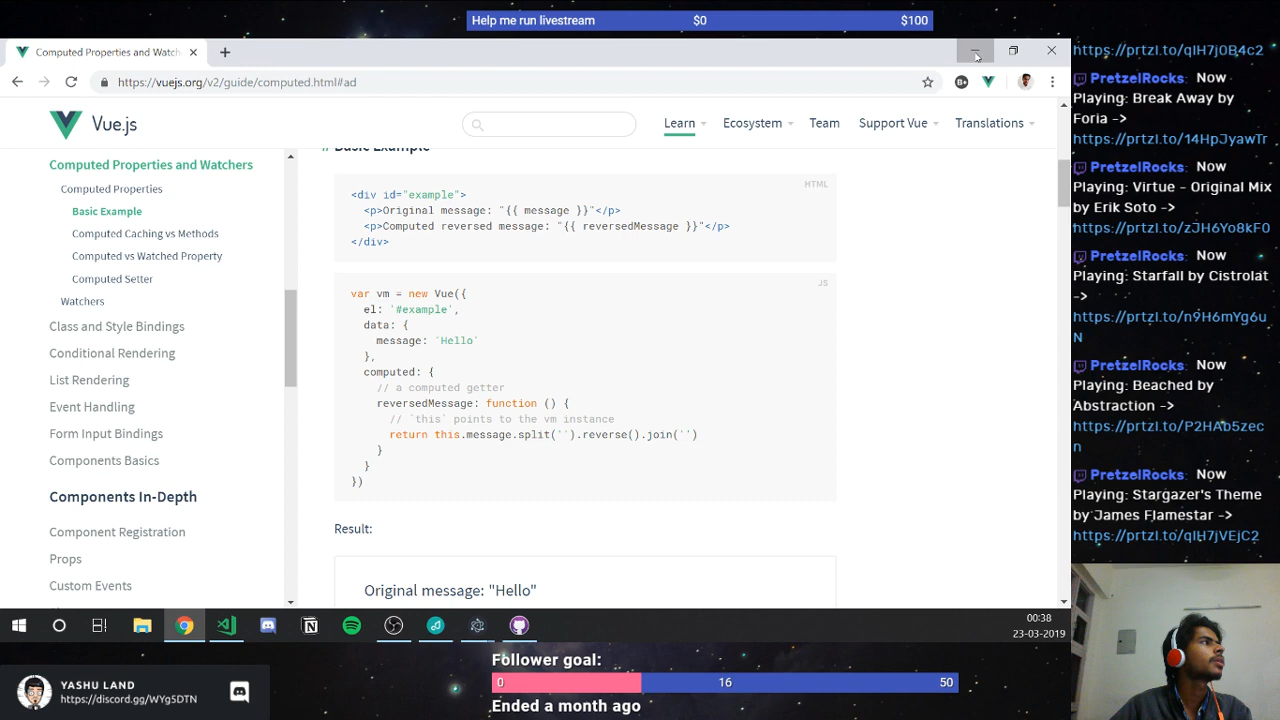 Help me run livestream $0 $100
Computed Properties and Watch
https://vuejs.org/v2/guide/computed.html#ad
Vue.js
Learn Ecosystem Team Support Vue Translations
Computed Properties and Watchers
Computed Properties
Basic Example
Computed Caching vs Methods
Computed vs Watched Property
Computed Setter
Watchers
Class and Style Bindings
Conditional Rendering
List Rendering
Event Handling
Form Input Bindings
Components Basics
Components In-Depth
Component Registration
Props
Custom Events
# Basic Example
HTML
<div id="example">
<p>Original message: "{{ message }}"</p>
<p>Computed reversed message: "{{ reversedMessage }}"</p>
</div>
JS
var vm = new Vue({
el: '#example',
data: {
message: 'Hello'
},
computed: {
// a computed getter
reversedMessage: function () {
// `this` points to the vm instance
return this.message.split('').reverse().join('')
}
}
})
Result:
Original message: "Hello"
https://prtzl.to/qIH7j0B4c2
PretzelRocks: Now
Playing: Break Away by
Foria ->
https://prtzl.to/14HpJyawTr
PretzelRocks: Now
Playing: Virtue - Original Mix
by Erik Soto ->
https://prtzl.to/zJH6Yo8kF0
PretzelRocks: Now
Playing: Starfall by Cistrolat
->
https://prtzl.to/n9H6mYg6u
N
PretzelRocks: Now
Playing: Beached by
Abstraction ->
https://prtzl.to/P2HAb5zec
n
PretzelRocks: Now
Playing: Stargazer's Theme
by James Flamestar ->
https://prtzl.to/qIH7jVEjC2
00:38
23-03-2019
YASHU LAND
https://discord.gg/WYg5DTN
Follower goal:
0 16 50
Ended a month ago